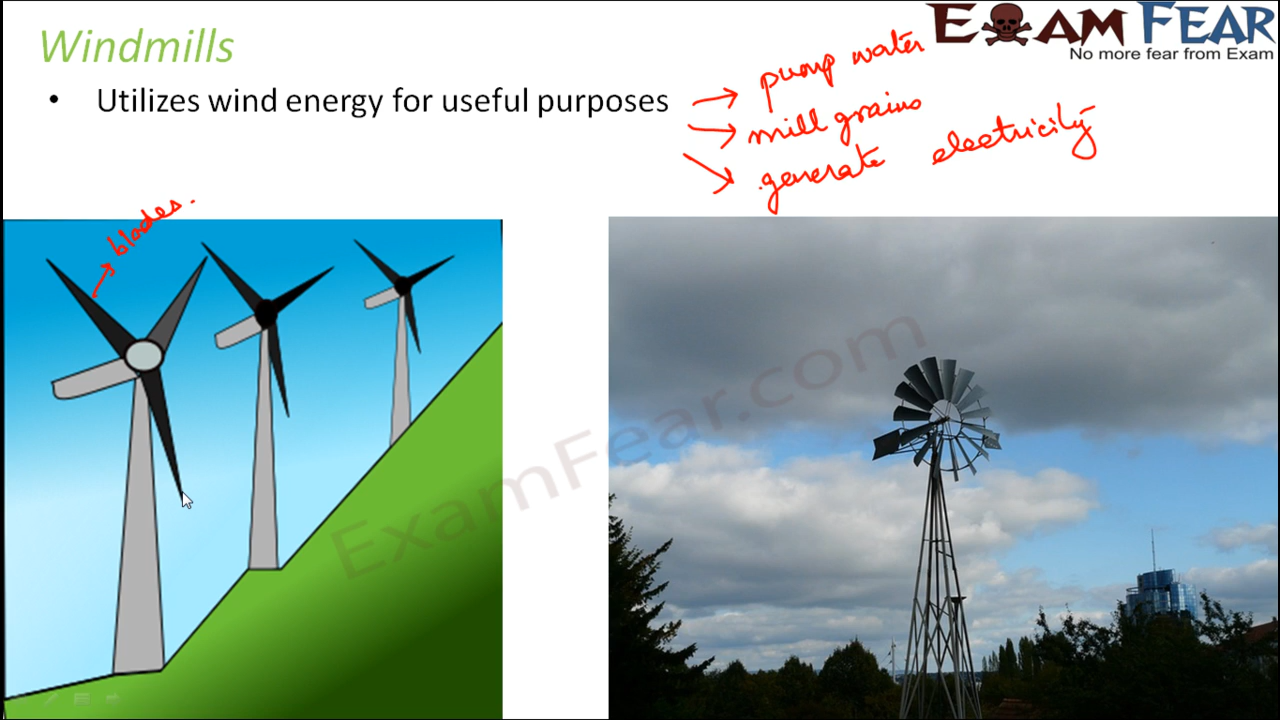 EXAM FEAR
No more fear from Exam
Windmills
• Utilizes wind energy for useful purposes
→ pump water
→ mill grains
→ generate electricity
→ blades.
ExamFear.com